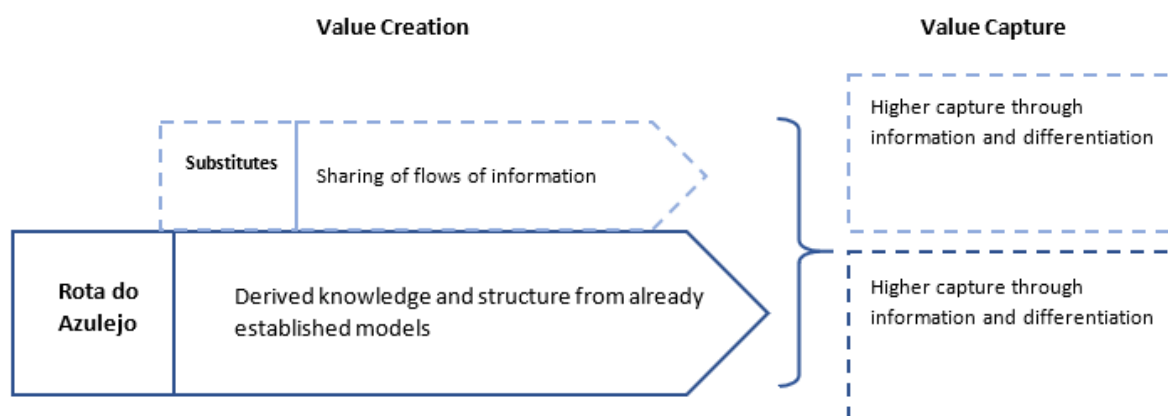 Value Creation
Value Capture
Substitutes
Sharing of flows of information
Higher capture through
information and differentiation
Rota do
Azulejo
Derived knowledge and structure from already
established models
Higher capture through
information and differentiation